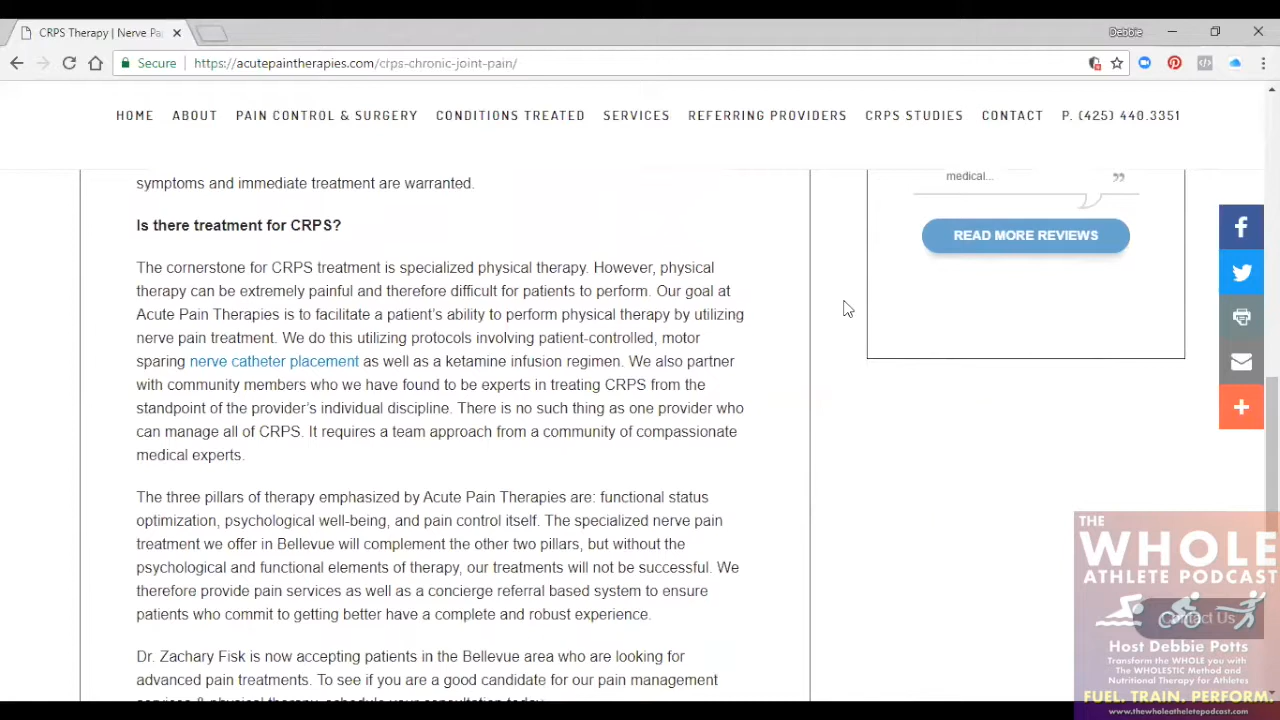 CRPS Therapy | Nerve Pa
Debbie
Secure
https://acutepaintherapies.com/crps-chronic-joint-pain/
HOME ABOUT PAIN CONTROL & SURGERY CONDITIONS TREATED SERVICES REFERRING PROVIDERS CRPS STUDIES CONTACT P. (425) 440.3351
symptoms and immediate treatment are warranted.
Is there treatment for CRPS?
The cornerstone for CRPS treatment is specialized physical therapy. However, physical
therapy can be extremely painful and therefore difficult for patients to perform. Our goal at
Acute Pain Therapies is to facilitate a patient's ability to perform physical therapy by utilizing
nerve pain treatment. We do this utilizing protocols involving patient-controlled, motor
sparing nerve catheter placement as well as a ketamine infusion regimen. We also partner
with community members who we have found to be experts in treating CRPS from the
standpoint of the provider's individual discipline. There is no such thing as one provider who
can manage all of CRPS. It requires a team approach from a community of compassionate
medical experts.
The three pillars of therapy emphasized by Acute Pain Therapies are: functional status
optimization, psychological well-being, and pain control itself. The specialized nerve pain
treatment we offer in Bellevue will complement the other two pillars, but without the
psychological and functional elements of therapy, our treatments will not be successful. We
therefore provide pain services as well as a concierge referral based system to ensure
patients who commit to getting better have a complete and robust experience.
Dr. Zachary Fisk is now accepting patients in the Bellevue area who are looking for
advanced pain treatments. To see if you are a good candidate for our pain management
services & physical therapy, schedule your consultation today.
medical...
READ MORE REVIEWS
THE
WHOLE
ATHLETE PODCAST
Contact Us
Host Debbie Potts
Transform the WHOLE you with
The WHOLESTIC Method and
Nutritional Therapy for Athletes
FUEL. TRAIN. PERFORM.
www.thewholeathletepodcast.com